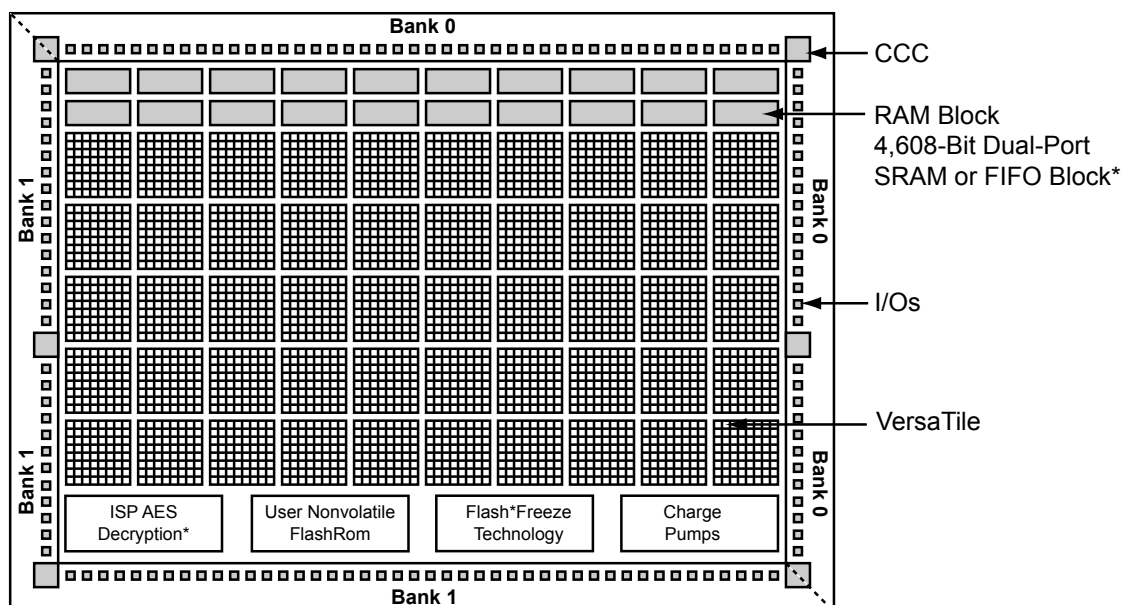 Bank 0
CCC
RAM Block
4,608-Bit Dual-Port
SRAM or FIFO Block*
Bank 1
Bank 0
I/Os
VersaTile
Bank 1
Bank 0
ISP AES
Decryption*
User Nonvolatile
FlashRom
Flash*Freeze
Technology
Charge
Pumps
Bank 1